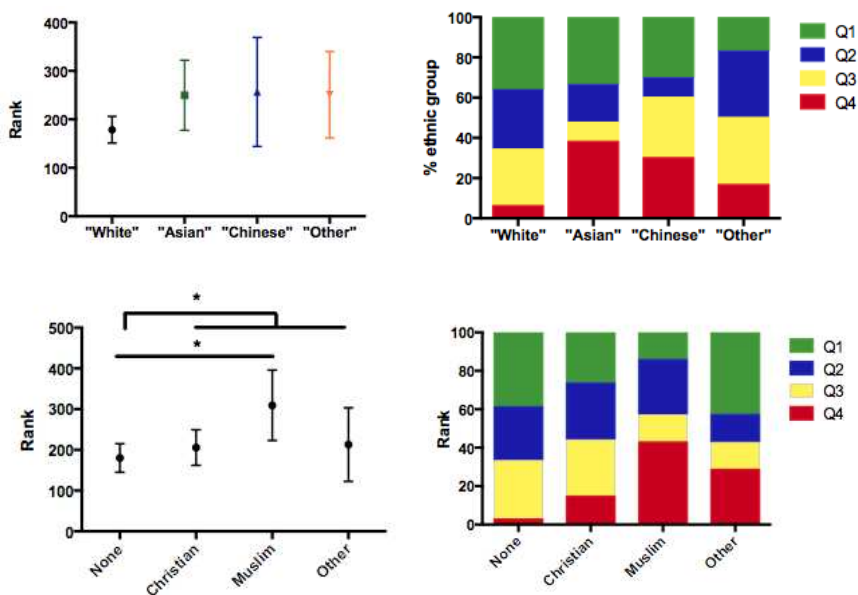 400
300
200
100
0
Rank
"White" "Asian" "Chinese" "Other"
100
80
60
40
20
0
% ethnic group
"White" "Asian" "Chinese" "Other"
Q1
Q2
Q3
Q4
*
*
500
400
300
200
100
0
Rank
None
Christian
Muslim
Other
100
80
60
40
20
0
Rank
None
Christian
Muslim
Other
Q1
Q2
Q3
Q4